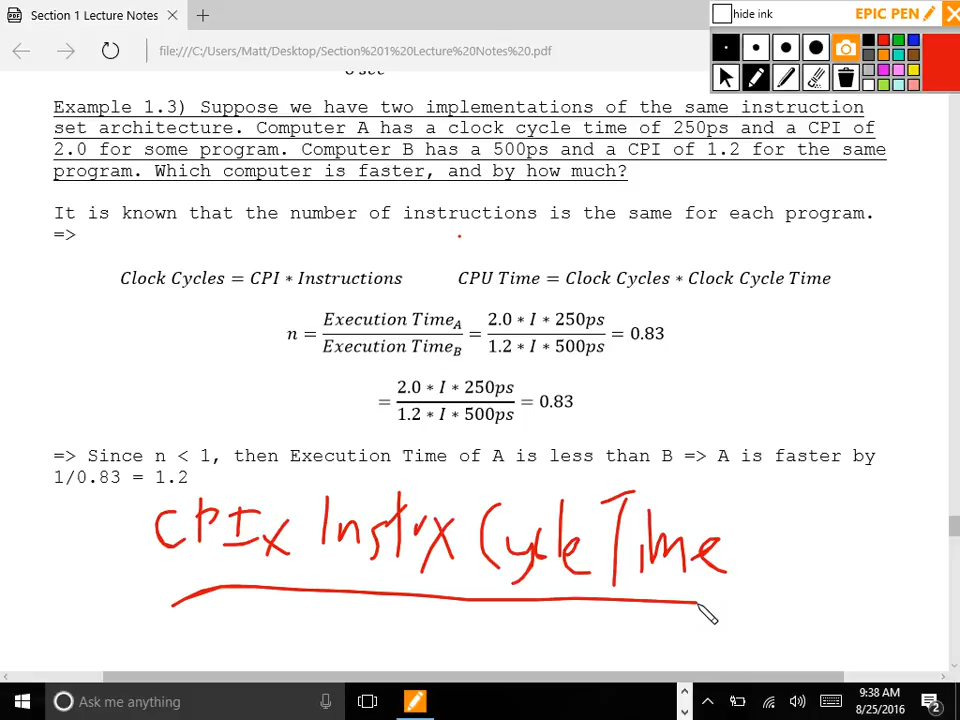 Section 1 Lecture Notes
hide ink
EPIC PEN
file:///C:/Users/Matt/Desktop/Section%201%20Lecture%20Notes%20.pdf
Example 1.3) Suppose we have two implementations of the same instruction
set architecture. Computer A has a clock cycle time of 250ps and a CPI of
2.0 for some program. Computer B has a 500ps and a CPI of 1.2 for the same
program. Which computer is faster, and by how much?
It is known that the number of instructions is the same for each program.
=>
Clock Cycles = CPI * Instructions CPU Time = Clock Cycles * Clock Cycle Time
n = Execution Time_A / Execution Time_B = 2.0 * I * 250ps / 1.2 * I * 500ps = 0.83
= 2.0 * I * 250ps / 1.2 * I * 500ps = 0.83
=> Since n < 1, then Execution Time of A is less than B => A is faster by
1/0.83 = 1.2
CPI x Instr x Cycle Time
Ask me anything
9:38 AM
8/25/2016
2